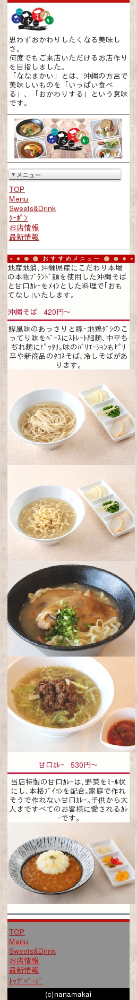 ななまかい
思わずおかわりしたくなる美味し
さ。
何度でもご来店いただけるお店作り
を目指しました。
「ななまかい」とは、沖縄の方言で
美味しいものを「いっぱい食べ
る」、「おかわりする」という意味
です。
ななまかい
▼メニュー
TOP
Menu
Sweets&Drink
ｸｰﾎﾟﾝ
お店情報
最新情報
おすすめメニュー
地産地消､沖縄県産にこだわり本場
の本物ﾌﾞﾗﾝﾄﾞ麺を使用した沖縄そば
と甘口ｶﾚｰをﾒｲﾝとした料理で｢おも
てなし｣いたします。
沖縄そば　420円～
鰹風味のあっさりと豚･地鶏ﾀﾞｼのこ
ってり味をﾍﾞｰｽにｽﾄﾚｰﾄ細麺､中平ち
ぢれ麺にﾋﾟｯﾀﾘ｡味のﾊﾞﾘｴｰｼｮﾝもﾋﾟﾘ
辛や新商品のﾀｺｽそば､冷しそばがあ
ります。
甘口ｶﾚｰ　530円～
当店特製の甘口ｶﾚｰは､野菜をﾐｰﾙ状
にし､本格ﾌﾞｲﾖﾝを配合｡家庭で作れ
そうで作れない甘口ｶﾚｰ｡子供から大
人まですべてのお客様に愛されるｶﾚ
ｰです。
TOP
Menu
Sweets&Drink
お店情報
最新情報
ﾄｯﾌﾟﾍﾟｰｼﾞ
(c)nanamakai